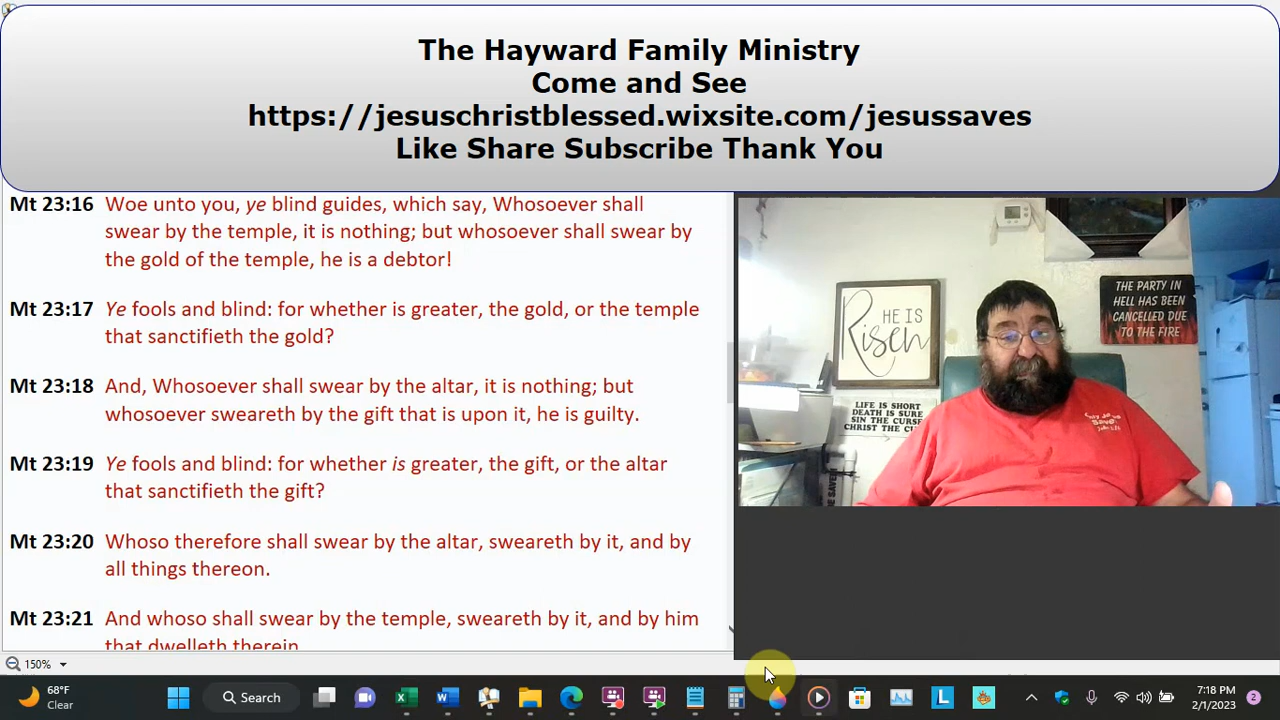 The Hayward Family Ministry
Come and See
https://jesuschristblessed.wixsite.com/jesussaves
Like Share Subscribe Thank You
Mt 23:16 Woe unto you, ye blind guides, which say, Whosoever shall
swear by the temple, it is nothing; but whosoever shall swear by
the gold of the temple, he is a debtor!
Mt 23:17 Ye fools and blind: for whether is greater, the gold, or the temple
that sanctifieth the gold?
Mt 23:18 And, Whosoever shall swear by the altar, it is nothing; but
whosoever sweareth by the gift that is upon it, he is guilty.
Mt 23:19 Ye fools and blind: for whether is greater, the gift, or the altar
that sanctifieth the gift?
Mt 23:20 Whoso therefore shall swear by the altar, sweareth by it, and by
all things thereon.
Mt 23:21 And whoso shall swear by the temple, sweareth by it, and by him
that dwelleth therein
HE IS
Risen
THE PARTY IN
HELL HAS BEEN
CANCELLED DUE
TO THE FIRE
LIFE IS SHORT
DEATH IS SURE
SIN THE CURSE
CHRIST THE
150%
68°F
Clear
Search
7:18 PM
2/1/2023
2